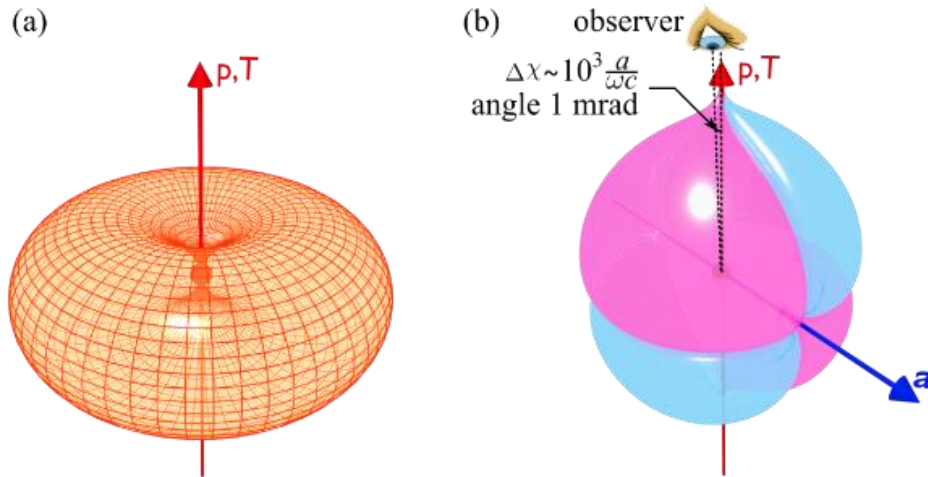 (a)
p,T
(b)
observer
Δχ~10³ a/ωc
angle 1 mrad
p,T
a